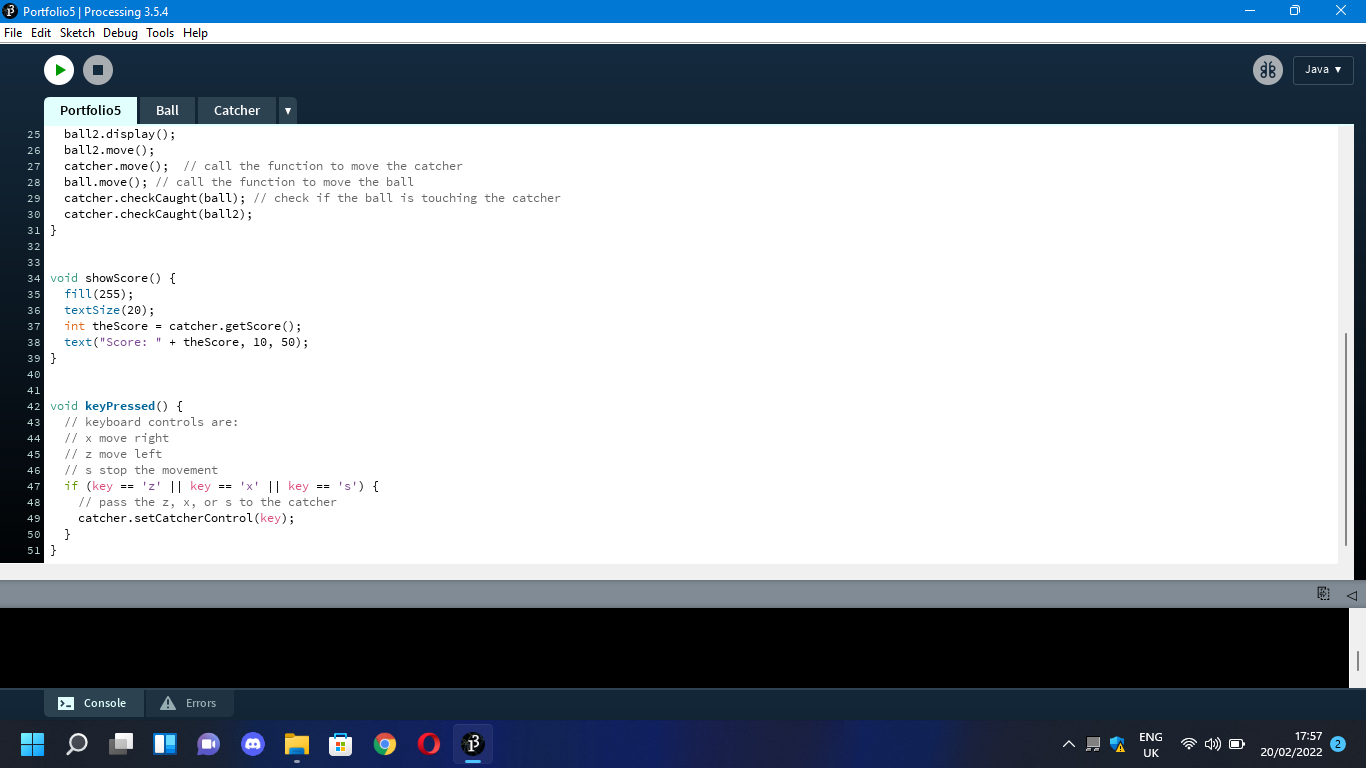 Portfolio5 | Processing 3.5.4
File Edit Sketch Debug Tools Help
Java ▾
Portfolio5 Ball Catcher ▾
25 ball2.display();
26 ball2.move();
27 catcher.move();  // call the function to move the catcher
28 ball.move(); // call the function to move the ball
29 catcher.checkCaught(ball); // check if the ball is touching the catcher
30 catcher.checkCaught(ball2);
31 }
32
33
34 void showScore() {
35 fill(255);
36 textSize(20);
37 int theScore = catcher.getScore();
38 text("Score: " + theScore, 10, 50);
39 }
40
41
42 void keyPressed() {
43 // keyboard controls are:
44 // x move right
45 // z move left
46 // s stop the movement
47 if (key == 'z' || key == 'x' || key == 's') {
48 // pass the z, x, or s to the catcher
49 catcher.setCatcherControl(key);
50 }
51 }
Console Errors
ENG
UK
17:57
20/02/2022
2